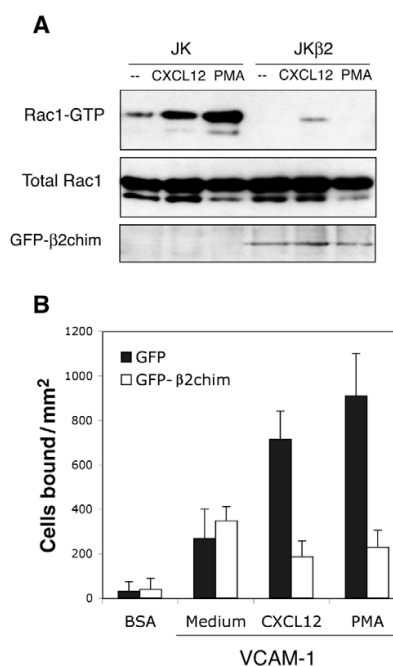 A
JK JKβ2
-- CXCL12 PMA -- CXCL12 PMA
Rac1-GTP
Total Rac1
GFP-β2chim
B
1200
1000
800
600
400
200
0
Cells bound/mm²
GFP
GFP-β2chim
BSA Medium CXCL12 PMA
VCAM-1